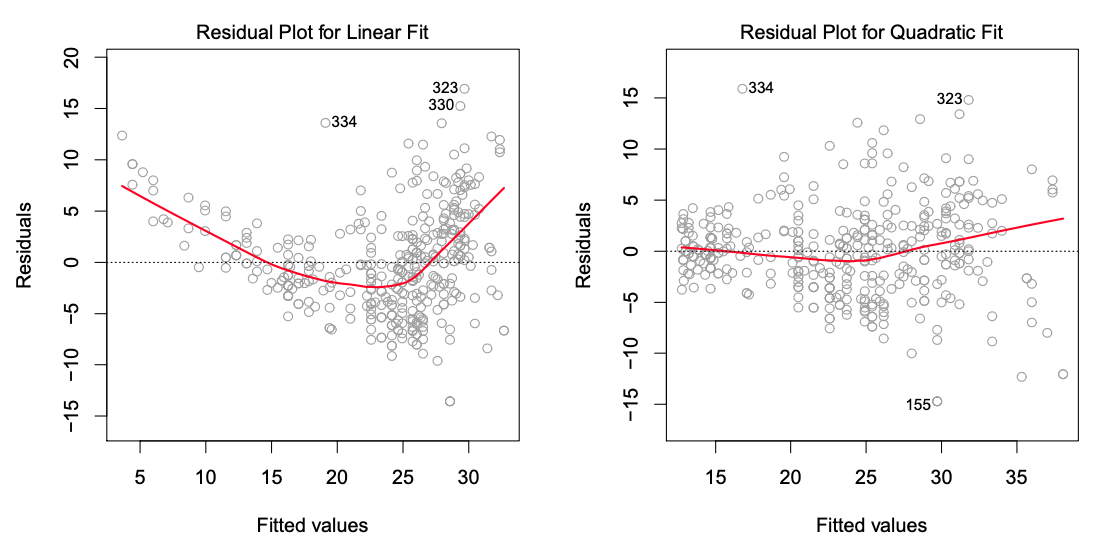 Residual Plot for Linear Fit
20
15
10
5
0
−5
−10
−15
Residuals
323
330
334
5 10 15 20 25 30
Fitted values
Residual Plot for Quadratic Fit
15
10
5
0
−5
−10
−15
Residuals
334
323
155
15 20 25 30 35
Fitted values